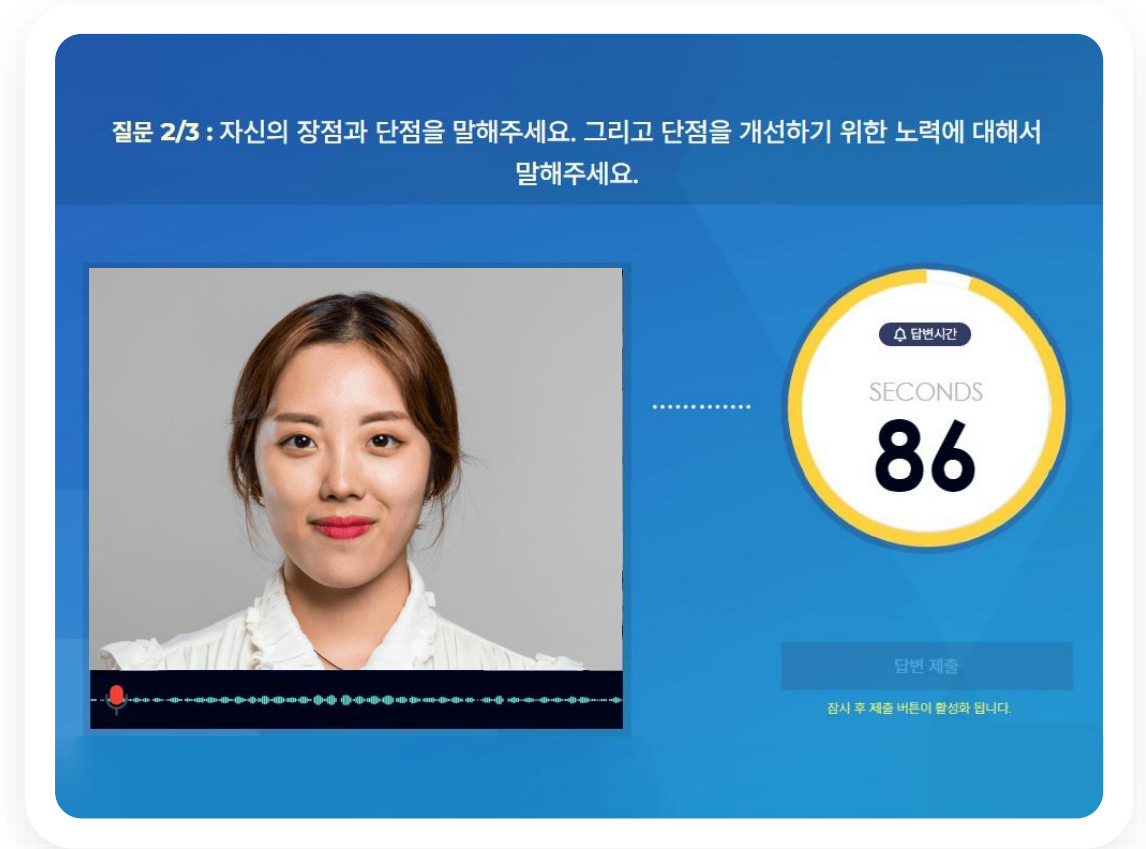 질문 2/3 : 자신의 장점과 단점을 말해주세요. 그리고 단점을 개선하기 위한 노력에 대해서
말해주세요.
답변시간
SECONDS
86
답변 제출
잠시 후 제출 버튼이 활성화 됩니다.